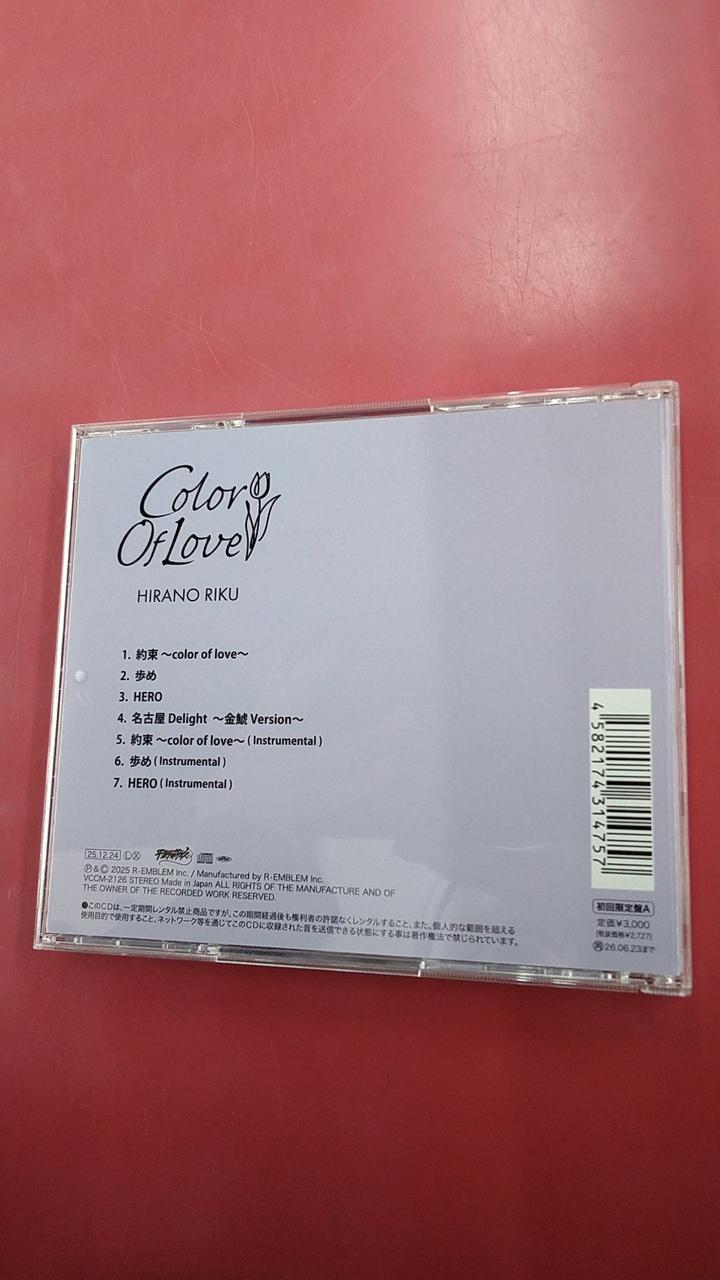 Color
Of Love
HIRANO RIKU
1. 約束 〜color of love〜
2. 歩め
3. HERO
4. 名古屋 Delight 〜金鯱 Version〜
5. 約束 〜color of love〜 ( Instrumental )
6. 歩め ( Instrumental )
7. HERO ( Instrumental )
25.12.24 Ⓛ Ⓧ
Ⓟ & Ⓒ 2025 R-EMBLEM Inc. / Manufactured by R-EMBLEM Inc.
VCCM-2126 STEREO Made in Japan ALL RIGHTS OF THE MANUFACTURE AND OF
THE OWNER OF THE RECORDED WORK RESERVED.
●このCDは、一定期間レンタル禁止商品ですが、この期間経過後も権利者の許諾なくレンタルすること、また、個人的な範囲を超える
使用目的で使用すること、ネットワーク等を通じてこのCDに収録された音を送信できる状態にする事は著作権法で禁じられています。
4 582174 314757
初回限定盤A
定価¥3,000
(税抜価格¥2,727)
㋐26.06.23まで